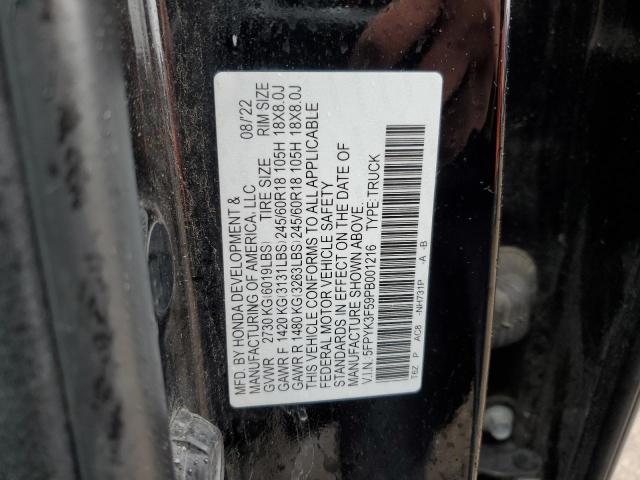 MFD. BY HONDA DEVELOPMENT &
MANUFACTURING OF AMERICA, LLC 08/'22
GVWR 2730 KG(6019LBS) TIRE SIZE RIM SIZE
GAWR F 1420 KG(3131LBS)245/60R18 105H 18X8.0J
GAWR R 1480 KG(3263LBS)245/60R18 105H 18X8.0J
THIS VEHICLE CONFORMS TO ALL APPLICABLE
FEDERAL MOTOR VEHICLE SAFETY
STANDARDS IN EFFECT ON THE DATE OF
MANUFACTURE SHOWN ABOVE.
V.I.N. 5FPYK3F59PB001216 TYPE:TRUCK
T6Z P AC8 -NH731P -A -B